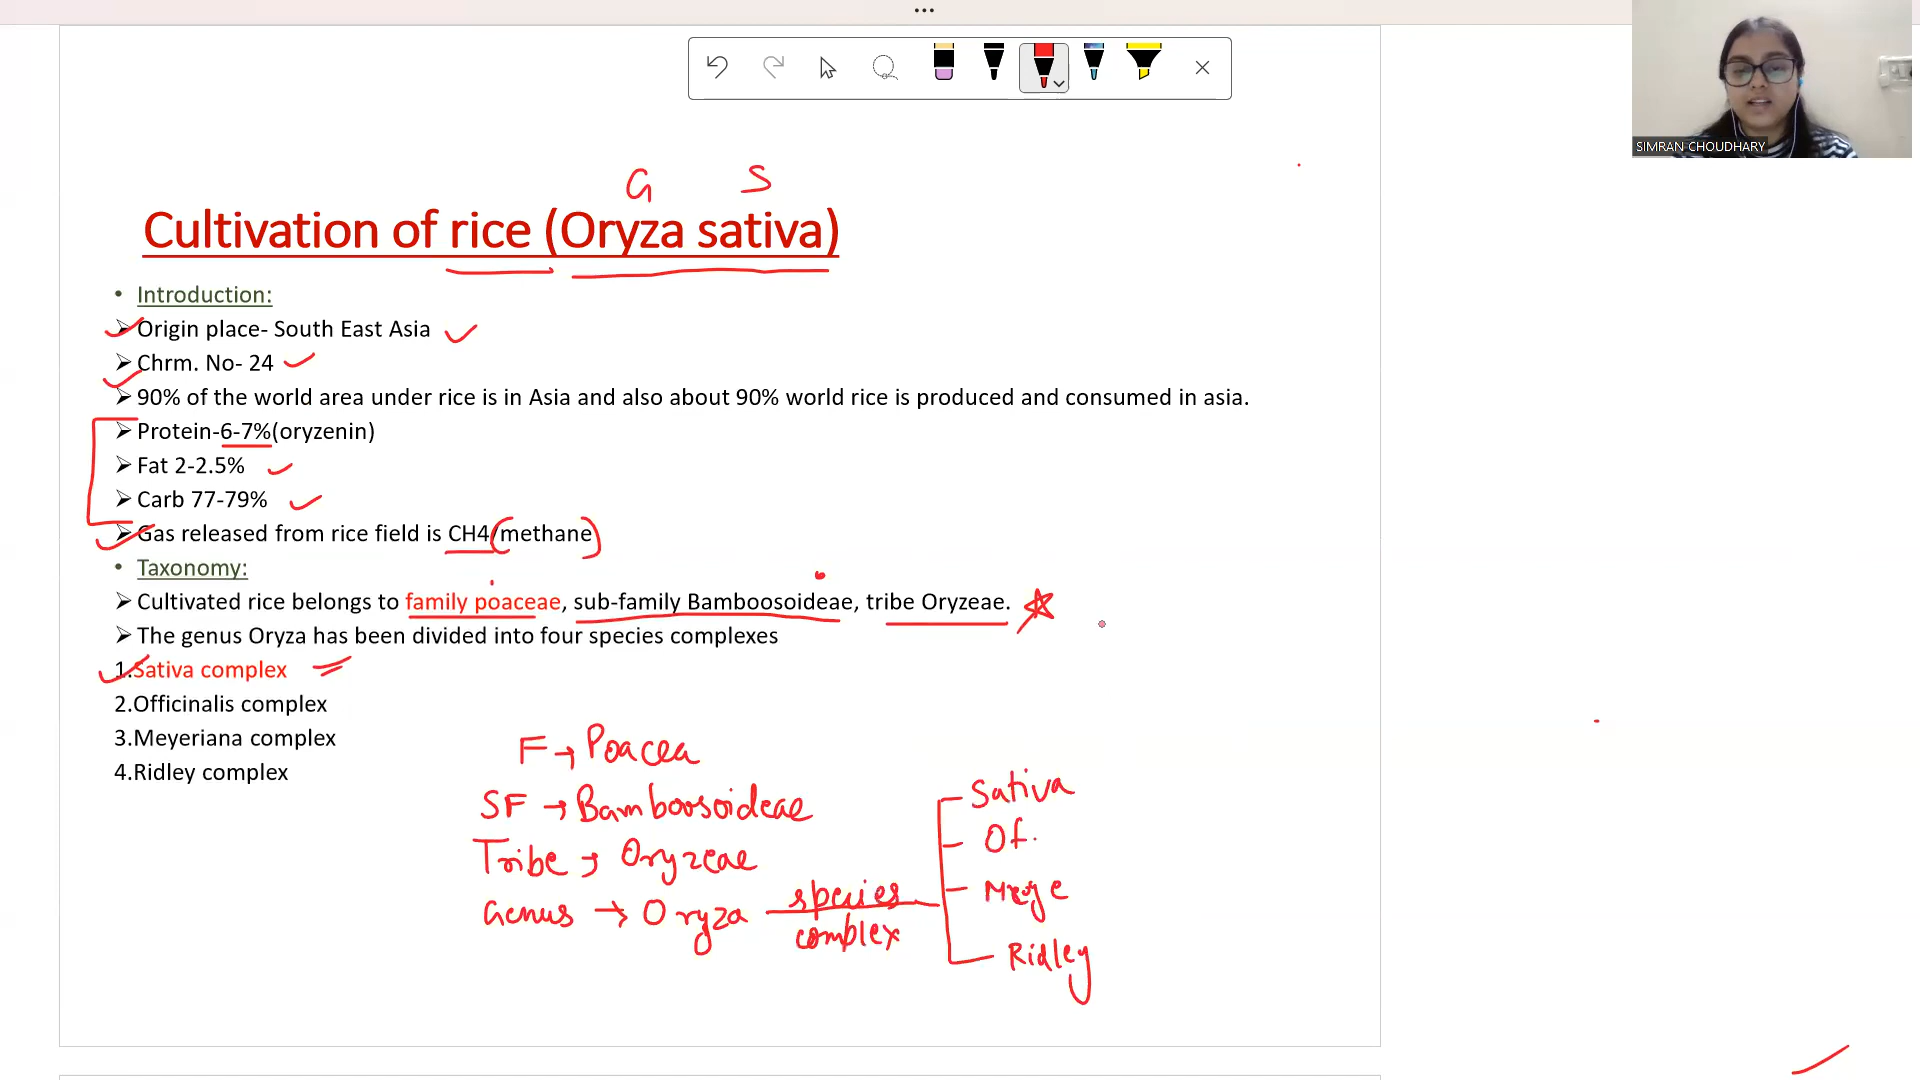 ...
SIMRAN CHOUDHARY
G S
Cultivation of rice (Oryza sativa)
• Introduction:
➢ Origin place- South East Asia
➢ Chrm. No- 24
➢ 90% of the world area under rice is in Asia and also about 90% world rice is produced and consumed in asia.
➢ Protein-6-7%(oryzenin)
➢ Fat 2-2.5%
➢ Carb 77-79%
➢ Gas released from rice field is CH4/methane
• Taxonomy:
➢ Cultivated rice belongs to family poaceae, sub-family Bamboosoideae, tribe Oryzeae.
➢ The genus Oryza has been divided into four species complexes
1.Sativa complex
2.Officinalis complex
3.Meyeriana complex
4.Ridley complex
F → Poacea
SF → Bamboosoideae
Tribe → Oryzeae
Genus → Oryza species complex
Sativa
Of.
Meye
Ridley